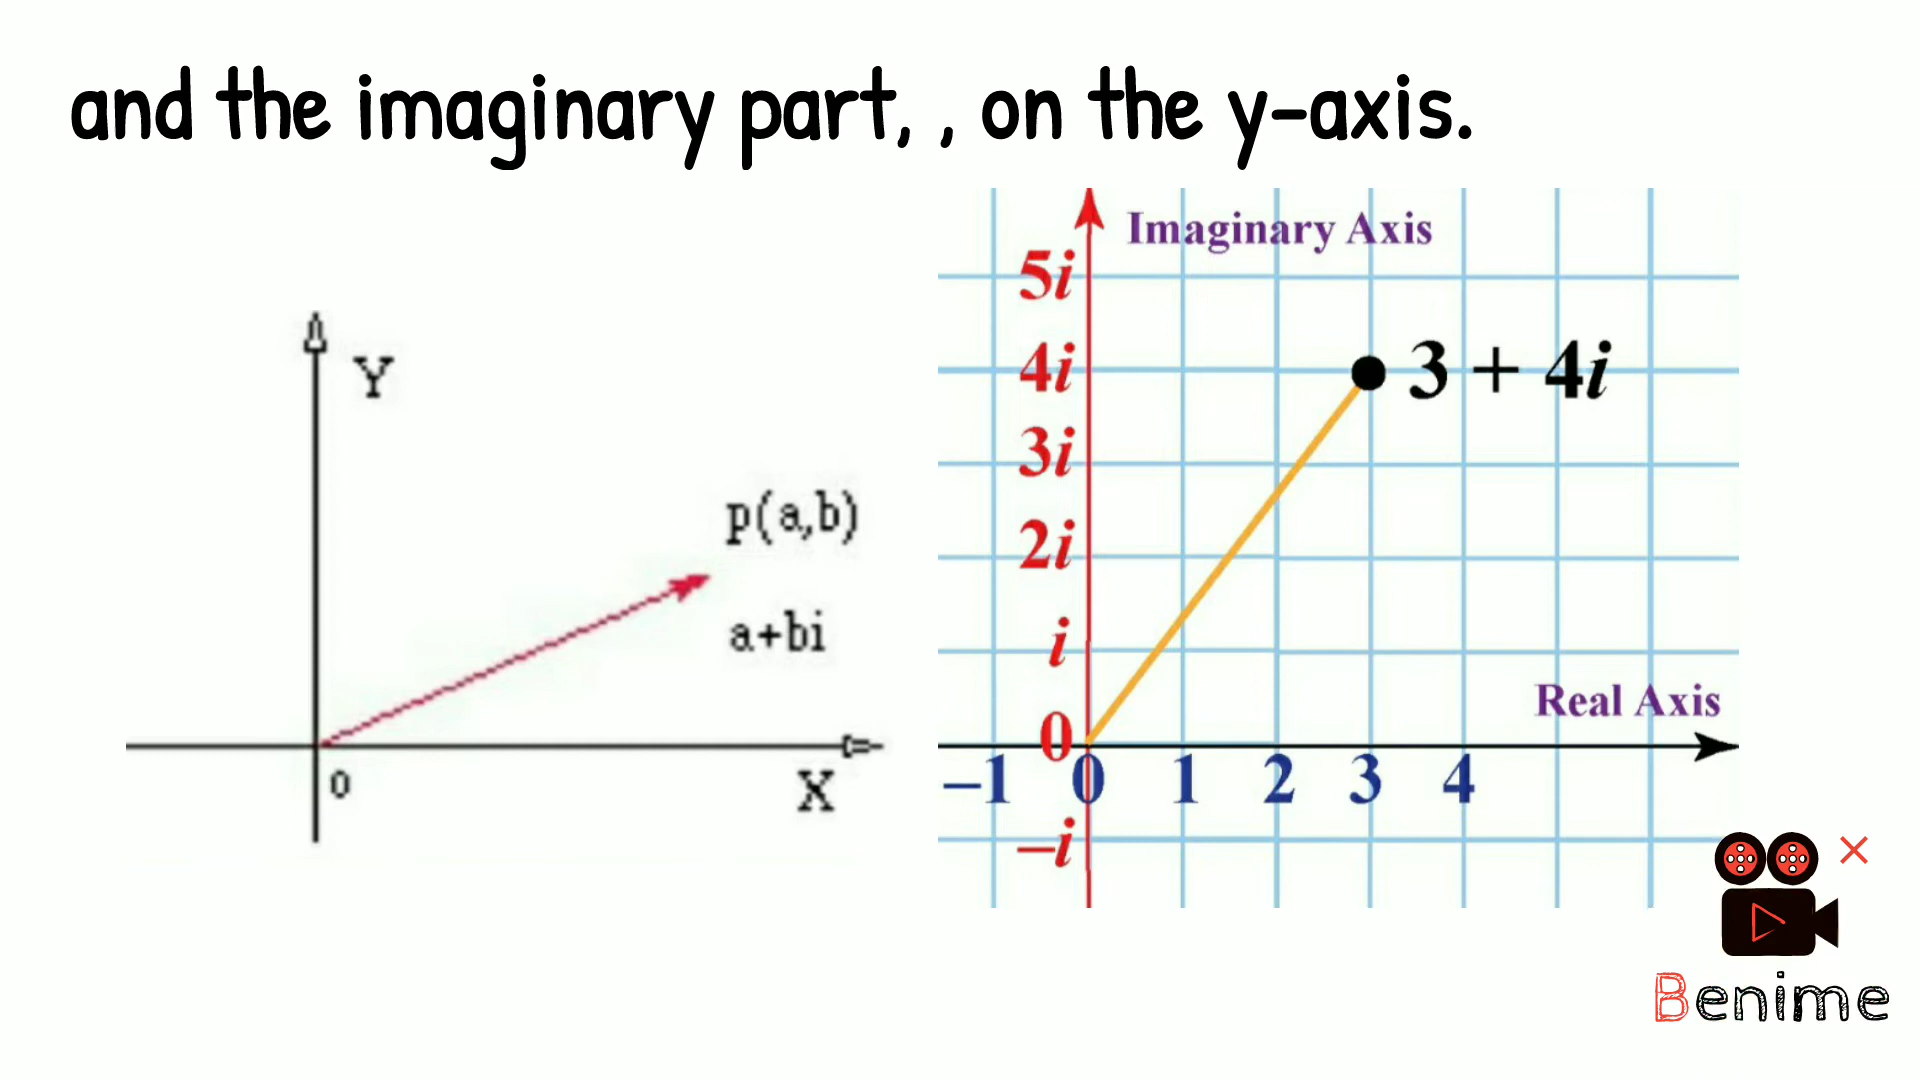 and the imaginary part, , on the y-axis.
Y
p(a,b)
a+bi
0
X
Imaginary Axis
5i
4i
3 + 4i
3i
2i
i
Real Axis
0
–1 0 1 2 3 4
–i
Benime